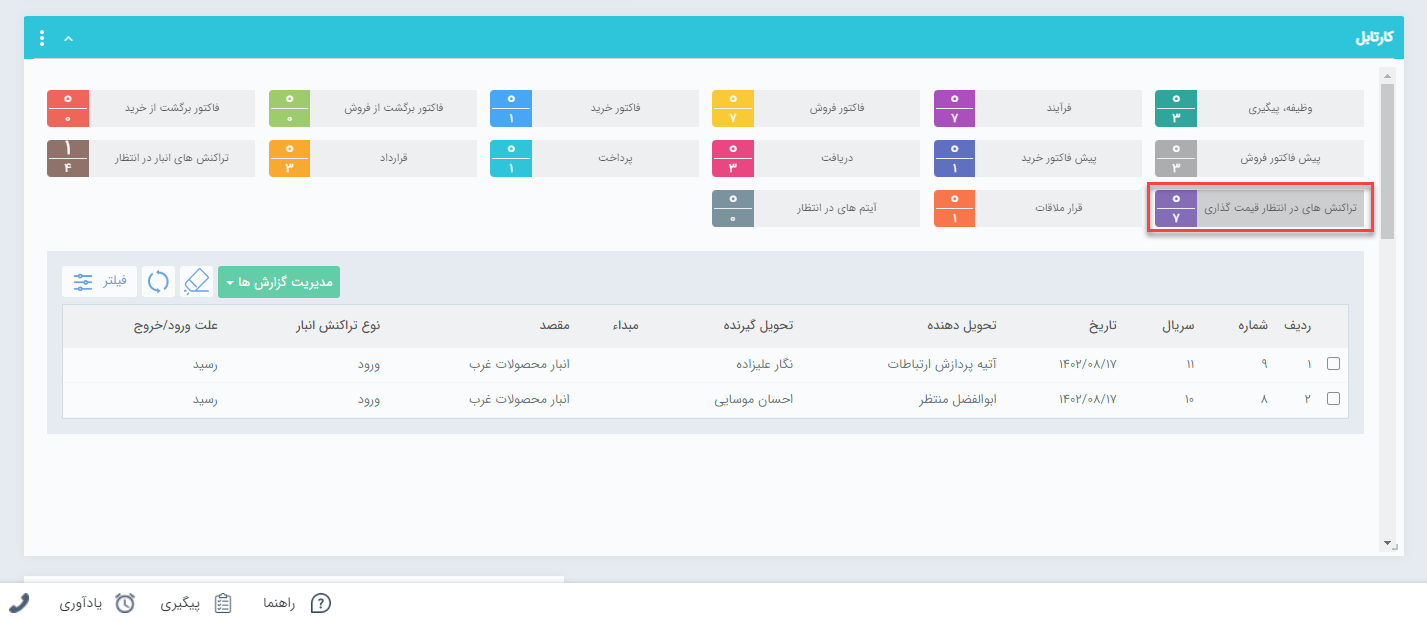 کارتابل
وظیفه، پیگیری ۰ ۳
فرآیند ۰ ۷
فاکتور فروش ۰ ۷
فاکتور خرید ۰ ۱
فاکتور برگشت از فروش ۰ ۰
فاکتور برگشت از خرید ۰ ۰
پیش فاکتور فروش ۰ ۳
پیش فاکتور خرید ۰ ۱
دریافت ۰ ۳
پرداخت ۰ ۱
قرارداد ۰ ۳
تراکنش های انبار در انتظار ۱ ۴
تراکنش های در انتظار قیمت گذاری ۰ ۷
قرار ملاقات ۰ ۱
آیتم های در انتظار ۰ ۰
مدیریت گزارش ها فیلتر
ردیف شماره سریال تاریخ تحویل دهنده تحویل گیرنده مبداء مقصد نوع تراکنش انبار علت ورود/خروج
۱ ۹ ۱۱ ۱۴۰۲/۰۸/۱۷ آتیه پردازش ارتباطات نگار علیزاده انبار محصولات غرب ورود رسید
۲ ۸ ۱۰ ۱۴۰۲/۰۸/۱۷ ابوالفضل منتظر احسان موسایی انبار محصولات غرب ورود رسید
راهنما پیگیری یادآوری